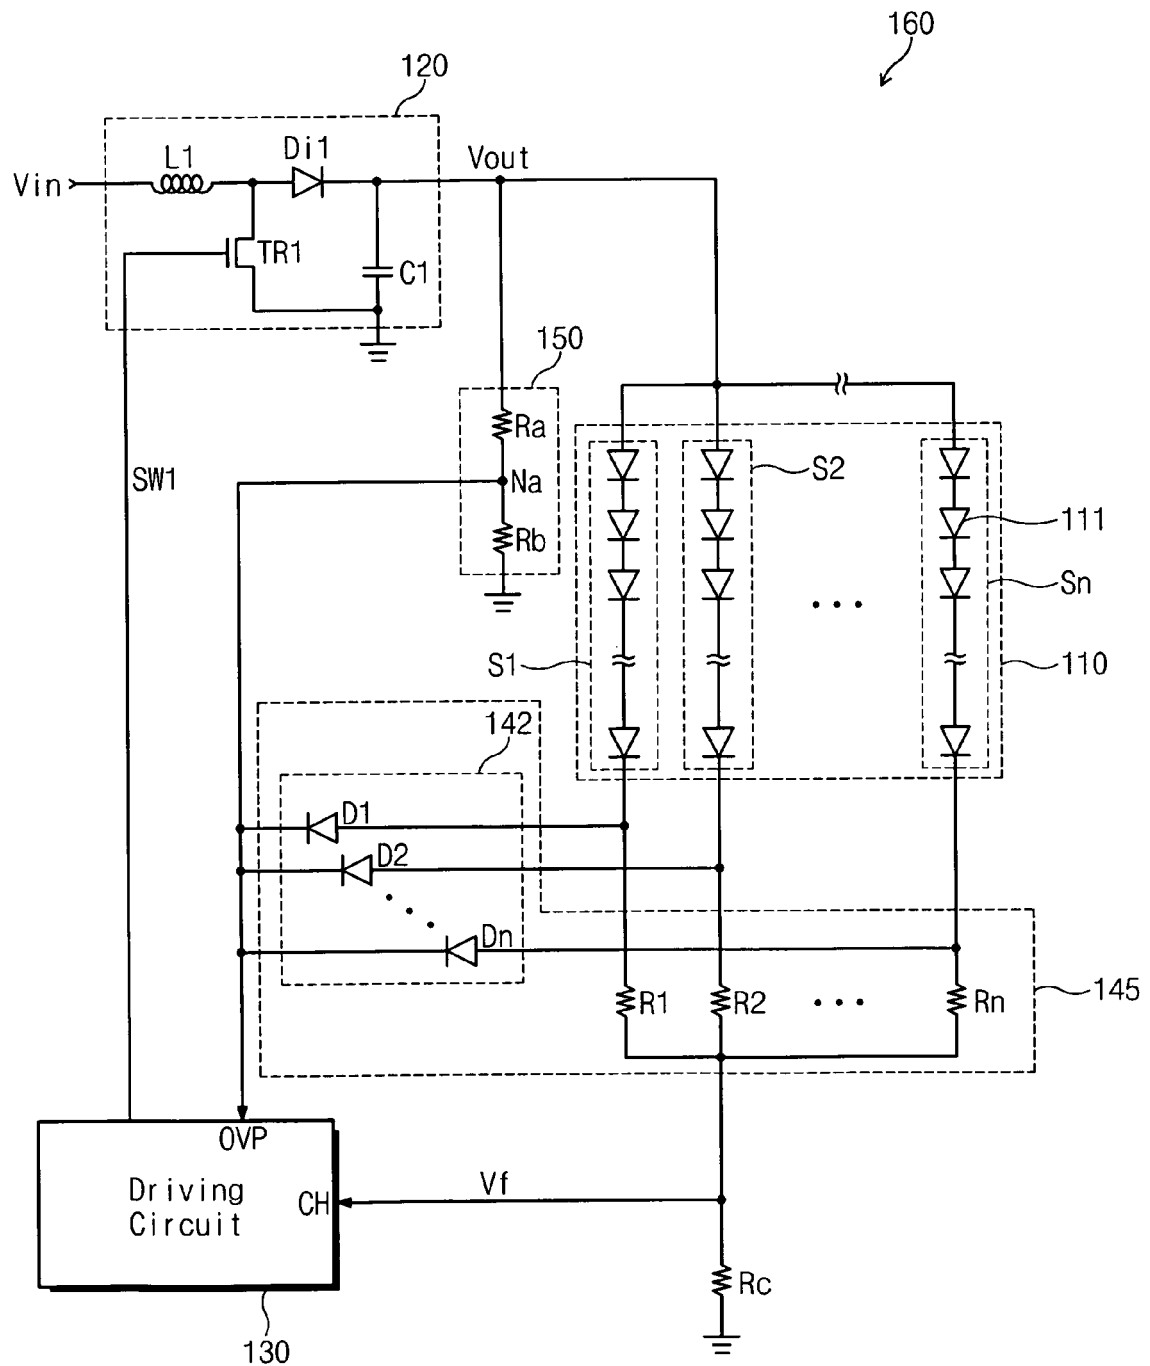 160
120
L1
Di1
Vout
Vin
TR1
C1
150
Ra
SW1
Na
S2
111
Rb
Sn
S1
110
142
D1
D2
Dn
R1
R2
Rn
145
OVP
Driving
Circuit
CH
Vf
Rc
130